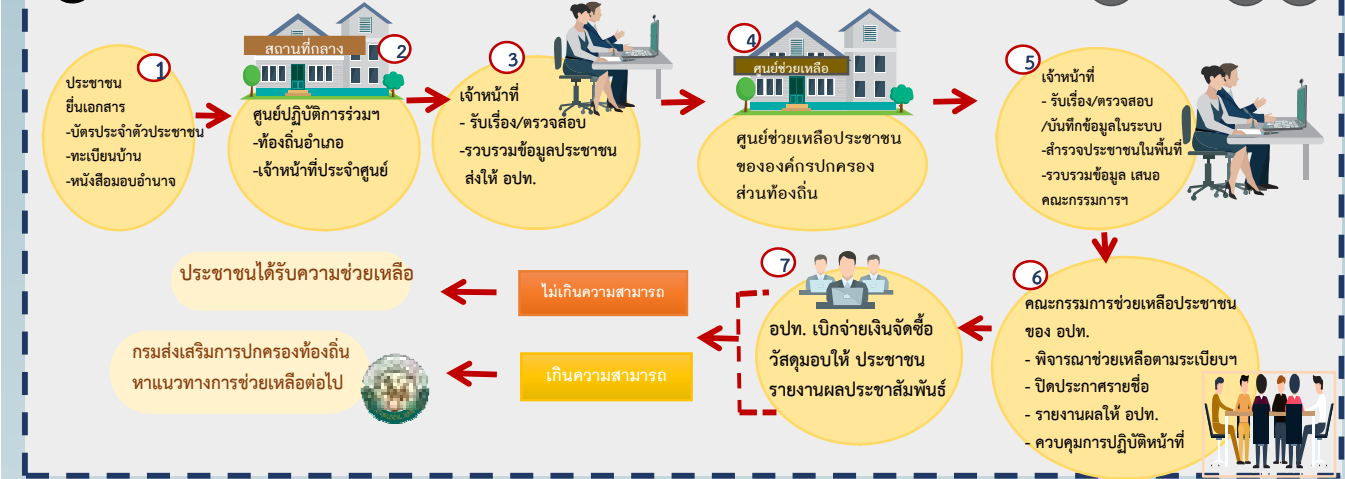 1
ประชาชน
ยื่นเอกสาร
-บัตรประจำตัวประชาชน
-ทะเบียนบ้าน
-หนังสือมอบอำนาจ
สถานที่กลาง
2
ศูนย์ปฏิบัติการร่วมฯ
-ท้องถิ่นอำเภอ
-เจ้าหน้าที่ประจำศูนย์
3
เจ้าหน้าที่
- รับเรื่อง/ตรวจสอบ
-รวบรวมข้อมูลประชาชน
ส่งให้ อปท.
4
ศูนย์ช่วยเหลือ
ศูนย์ช่วยเหลือประชาชน
ขององค์กรปกครอง
ส่วนท้องถิ่น
5
เจ้าหน้าที่
- รับเรื่อง/ตรวจสอบ
/บันทึกข้อมูลในระบบ
-สำรวจประชาชนในพื้นที่
-รวบรวมข้อมูล เสนอ
คณะกรรมการฯ
6
คณะกรรมการช่วยเหลือประชาชน
ของ อปท.
- พิจารณาช่วยเหลือตามระเบียบฯ
- ปิดประกาศรายชื่อ
- รายงานผลให้ อปท.
- ควบคุมการปฏิบัติหน้าที่
7
อปท. เบิกจ่ายเงินจัดซื้อ
วัสดุมอบให้ ประชาชน
รายงานผลประชาสัมพันธ์
ไม่เกินความสามารถ
ประชาชนได้รับความช่วยเหลือ
เกินความสามารถ
กรมส่งเสริมการปกครองท้องถิ่น
หาแนวทางการช่วยเหลือต่อไป